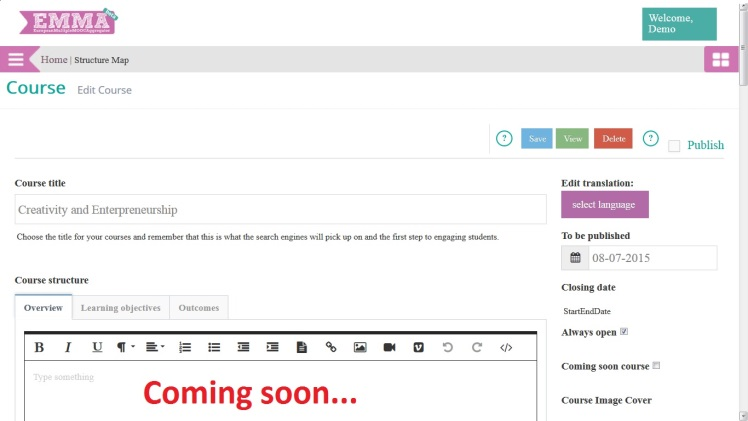 EMMA
beta
EuropeanMultipleMOOCAggregator
Welcome,
Demo
Home | Structure Map
Course Edit Course
? Save View Delete ? Publish
Course title
Creativity and Enterpreneurship
Choose the title for your courses and remember that this is what the search engines will pick up on and the first step to engaging students.
Edit translation:
select language
To be published
08-07-2015
Closing date
StartEndDate
Always open
Coming soon course
Course Image Cover
Course structure
Overview Learning objectives Outcomes
B I U ¶
Type something
Coming soon...